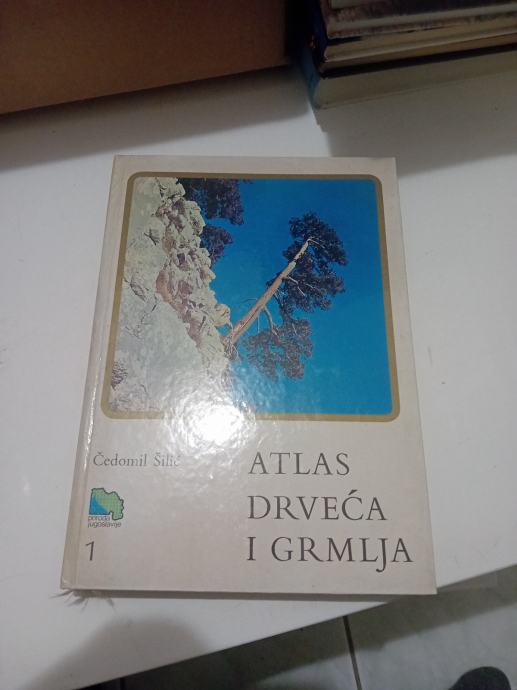 Čedomil Šilić
ATLAS
DRVEĆA
I GRMLJA
priroda
jugoslavije
1